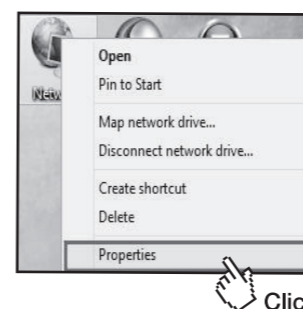 Open
Pin to Start
Map network drive...
Disconnect network drive...
Create shortcut
Delete
Properties